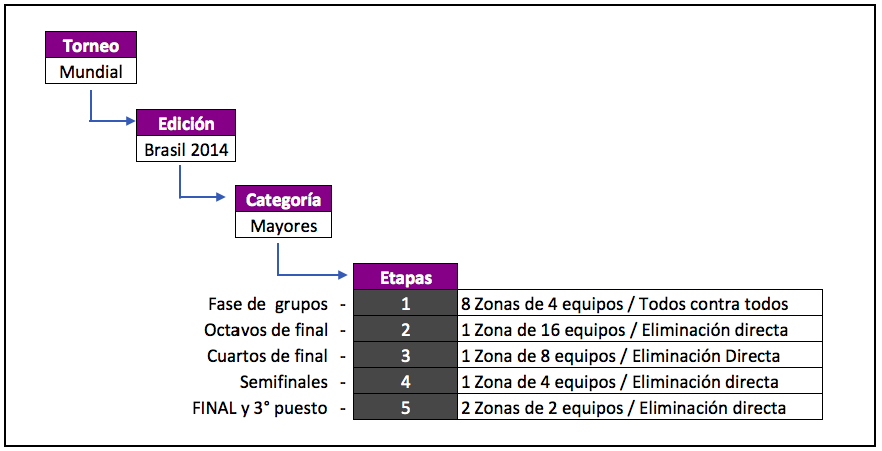 Torneo
Mundial
Edición
Brasil 2014
Categoría
Mayores
Etapas
Fase de grupos - 1 8 Zonas de 4 equipos / Todos contra todos
Octavos de final - 2 1 Zona de 16 equipos / Eliminación directa
Cuartos de final - 3 1 Zona de 8 equipos / Eliminación Directa
Semifinales - 4 1 Zona de 4 equipos / Eliminación directa
FINAL y 3° puesto - 5 2 Zonas de 2 equipos / Eliminación directa